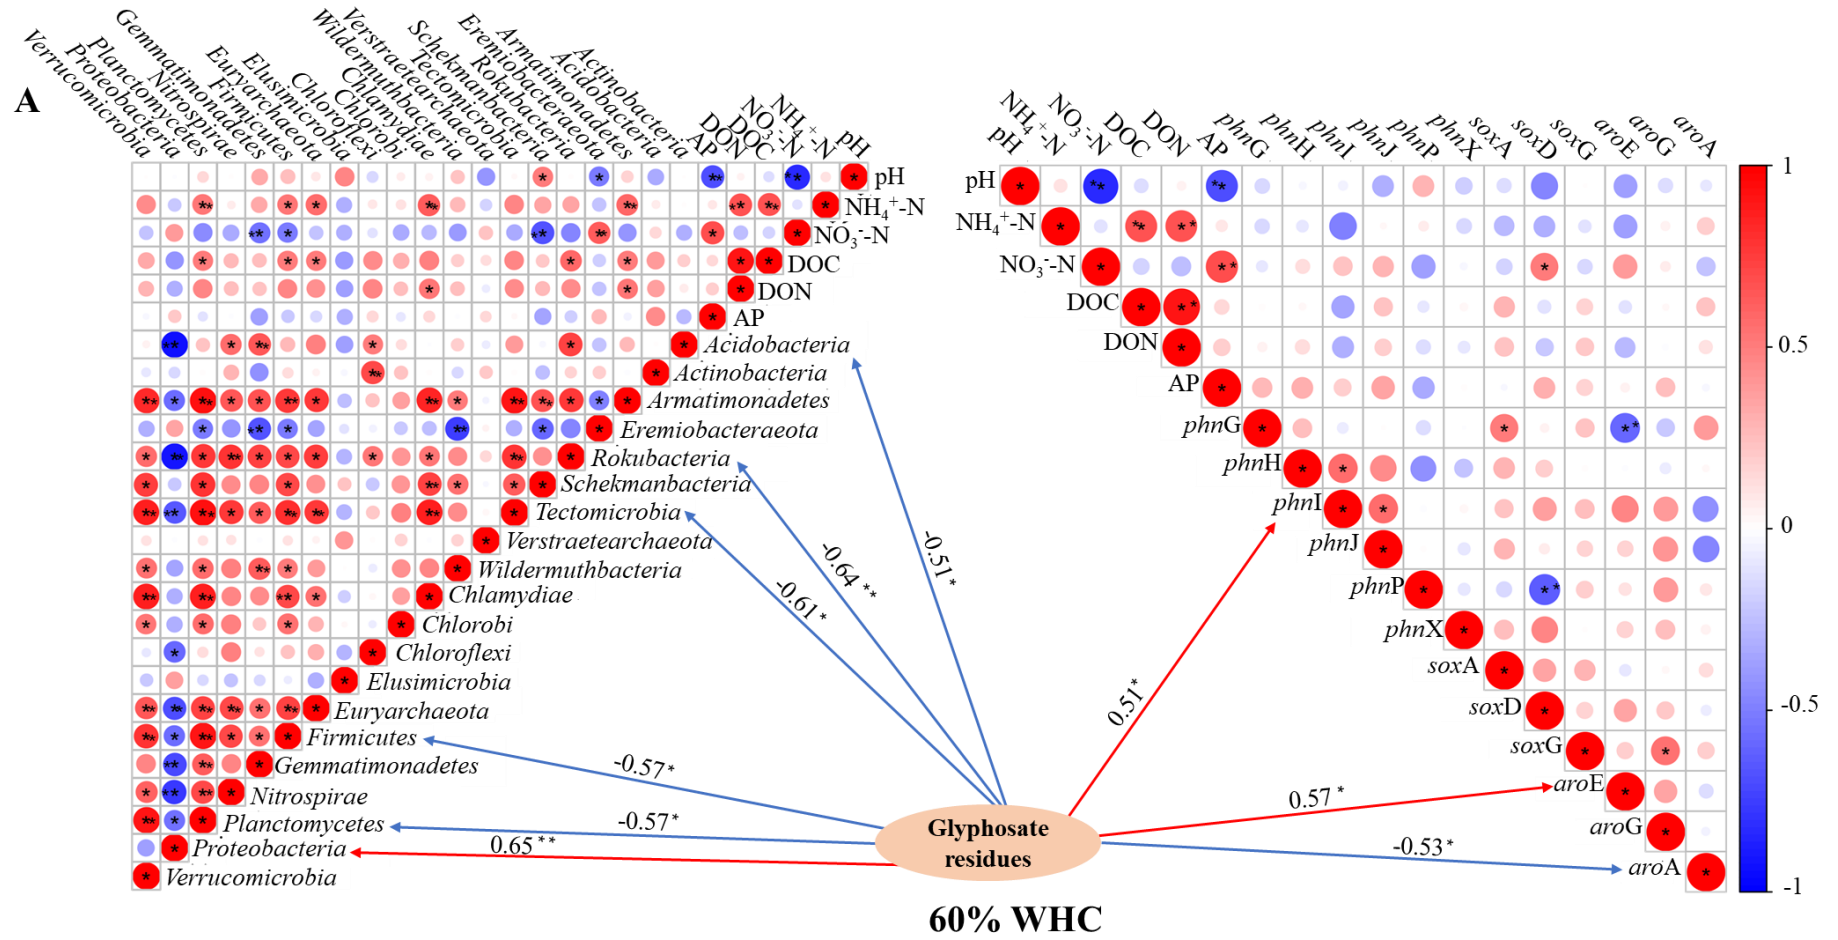 A
Verrucomicrobia
Proteobacteria
Planctomycetes
Nitrospirae
Gemmatimonadetes
Firmicutes
Euryarchaeota
Elusimicrobia
Chloroflexi
Chlorobi
Chlamydiae
Wildermuthbacteria
Verstraetearchaeota
Tectomicrobia
Schekmanbacteria
Rokubacteria
Eremiobacteraeota
Armatimonadetes
Actinobacteria
Acidobacteria
AP
DON
DOC
NO₃⁻-N
NH₄⁺-N
pH
pH
NH₄⁺-N
NO₃⁻-N
DOC
DON
AP
Acidobacteria
Actinobacteria
Armatimonadetes
Eremiobacteraeota
Rokubacteria
Schekmanbacteria
Tectomicrobia
Verstraetearchaeota
Wildermuthbacteria
Chlamydiae
Chlorobi
Chloroflexi
Elusimicrobia
Euryarchaeota
Firmicutes
Gemmatimonadetes
Nitrospirae
Planctomycetes
Proteobacteria
Verrucomicrobia
-0.51*
-0.64**
-0.61*
-0.57*
-0.57*
0.65**
Glyphosate
residues
0.51*
0.57*
-0.53*
60% WHC
pH
NH₄⁺-N
NO₃⁻-N
DOC
DON
AP
phnG
phnH
phnI
phnJ
phnP
phnX
soxA
soxD
soxG
aroE
aroG
aroA
pH
NH₄⁺-N
NO₃⁻-N
DOC
DON
AP
phnG
phnH
phnI
phnJ
phnP
phnX
soxA
soxD
soxG
aroE
aroG
aroA
1
0.5
0
-0.5
-1